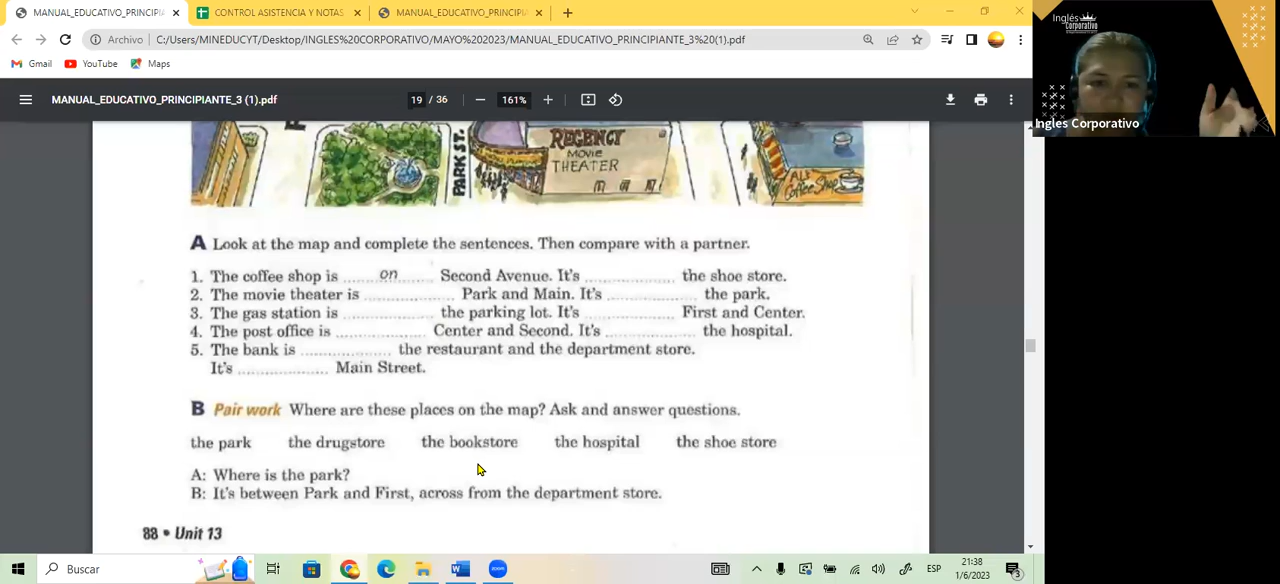 MANUAL_EDUCATIVO_PRINCIPIA
CONTROL ASISTENCIA Y NOTAS
MANUAL_EDUCATIVO_PRINCIPIA
Archivo
C:/Users/MINEDUCYT/Desktop/INGLES%20CORPORATIVO/MAYO%202023/MANUAL_EDUCATIVO_PRINCIPIANTE_3%20(1).pdf
Gmail YouTube Maps
MANUAL_EDUCATIVO_PRINCIPIANTE_3 (1).pdf
19 / 36
161%
Inglés
Corporativo
Ingles Corporativo
PARK ST.
REGENCY
MOVIE
THEATER
Al's
Coffee Shop
A Look at the map and complete the sentences. Then compare with a partner.
1. The coffee shop is ......on...... Second Avenue. It's .................... the shoe store.
2. The movie theater is .................... Park and Main. It's .................... the park.
3. The gas station is .................... the parking lot. It's .................... First and Center.
4. The post office is .................... Center and Second. It's .................... the hospital.
5. The bank is .................... the restaurant and the department store.
It's .................... Main Street.
B Pair work Where are these places on the map? Ask and answer questions.
the park the drugstore the bookstore the hospital the shoe store
A: Where is the park?
B: It's between Park and First, across from the department store.
88 • Unit 13
Buscar
ESP
21:38
1/6/2023
3